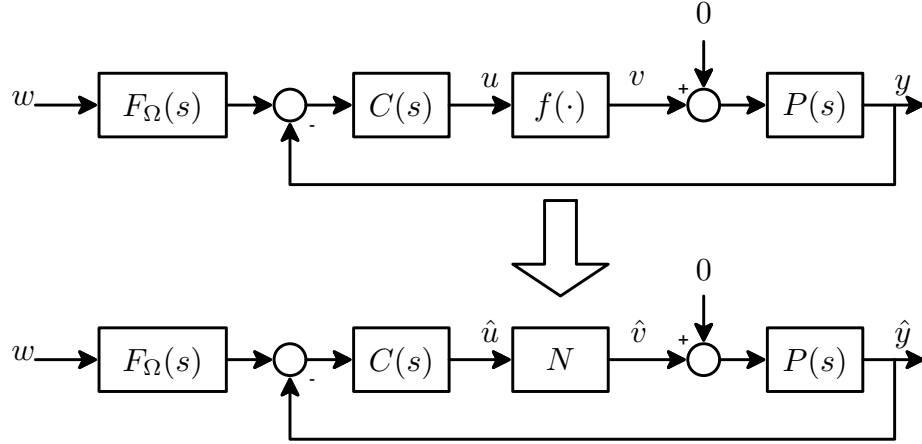 0
w F_Ω(s) - C(s) u f(·) v + P(s) y
0
w F_Ω(s) - C(s) û N v̂ + P(s) ŷ